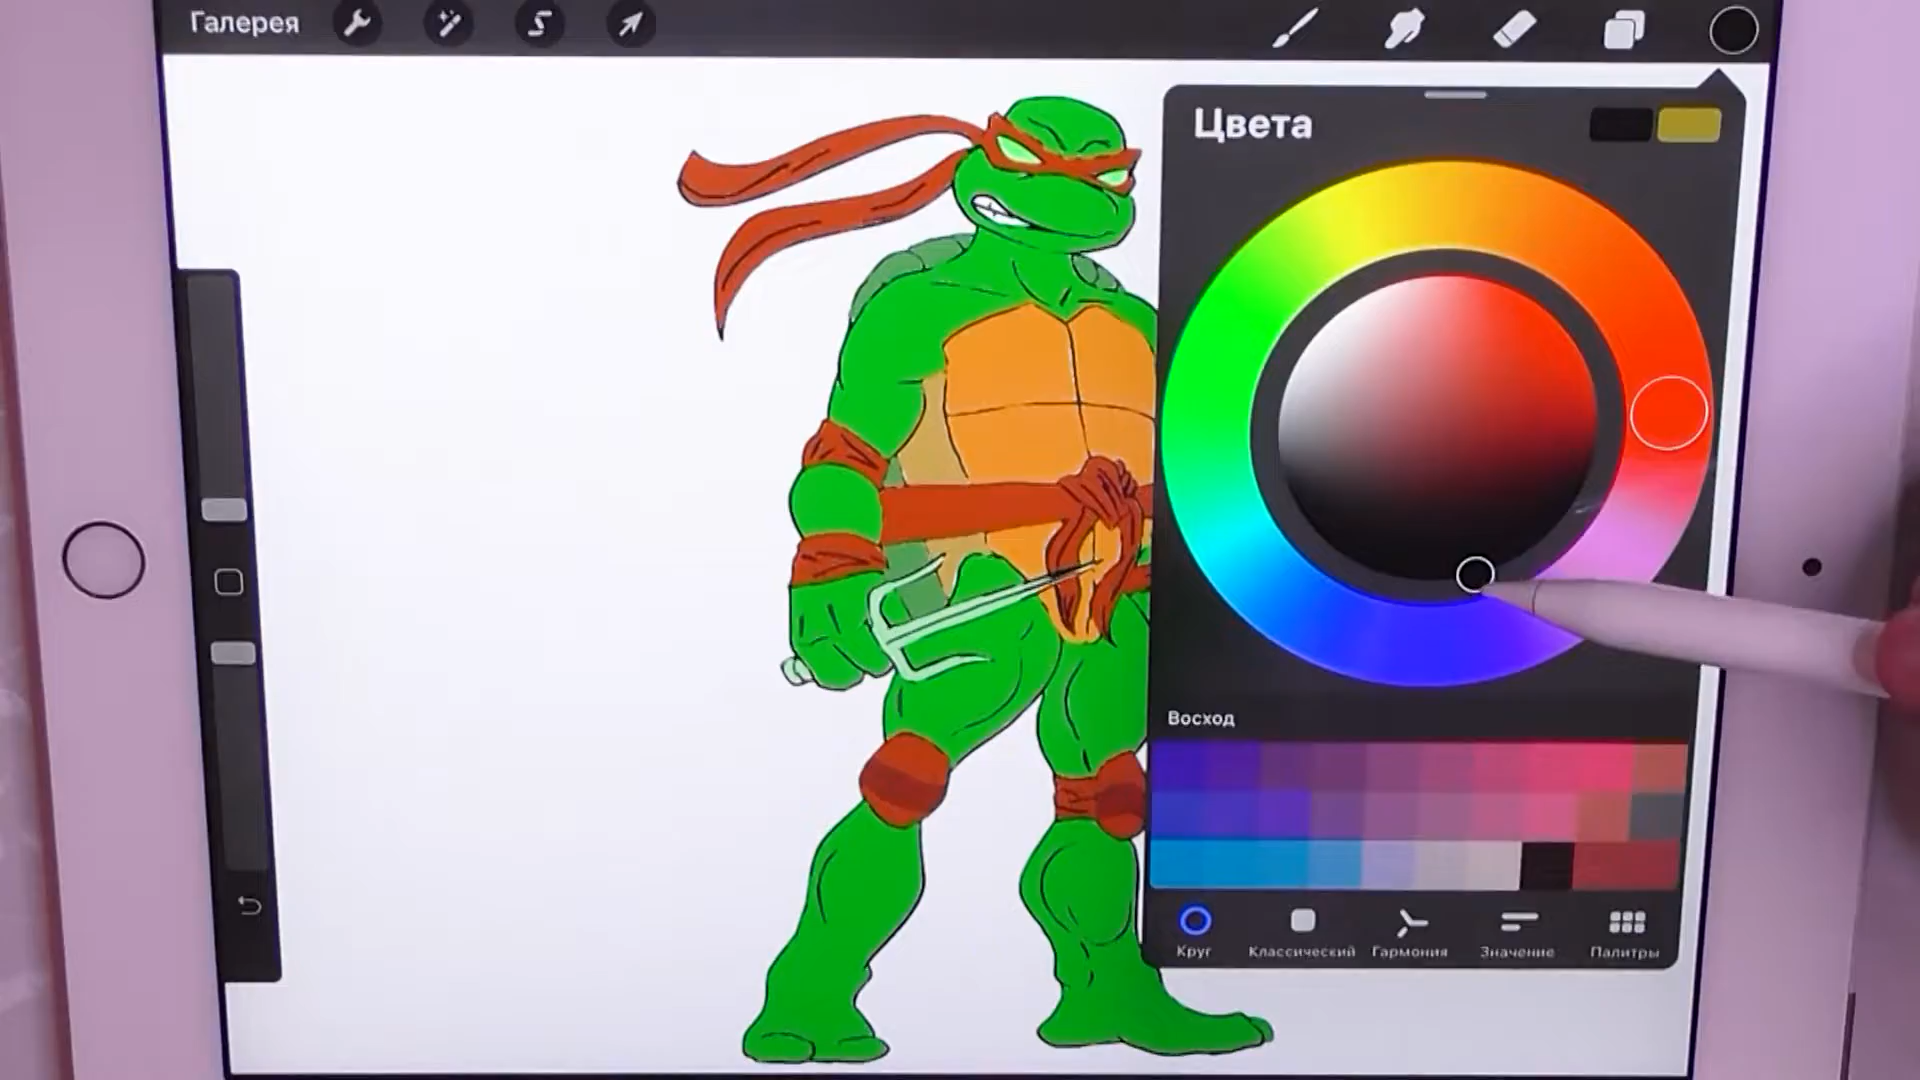 Галерея
Цвета
Восход
Круг
Классический
Гармония
Значение
Палитры